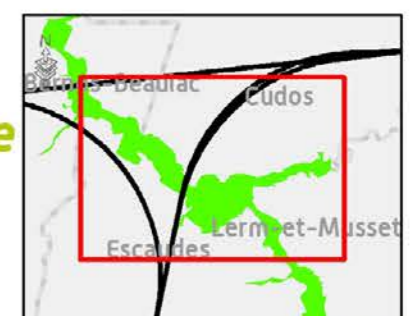 N
Bernos-Beaulac
Cudos
e
Lerm-et-Musset
Escaudes